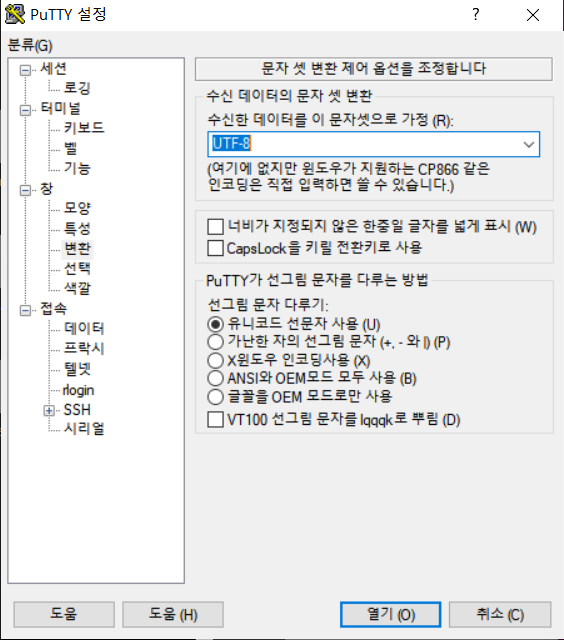 PuTTY 설정
분류(G)
세션
로깅
터미널
키보드
벨
기능
창
모양
특성
변환
선택
색깔
접속
데이터
프락시
텔넷
rlogin
SSH
시리얼
문자 셋 변환 제어 옵션을 조정합니다
수신 데이터의 문자 셋 변환
수신한 데이터를 이 문자셋으로 가정 (R):
UTF-8
(여기에 없지만 윈도우가 지원하는 CP866 같은
인코딩은 직접 입력하면 쓸 수 있습니다.)
너비가 지정되지 않은 한중일 글자를 넓게 표시 (W)
CapsLock을 키릴 전환키로 사용
PuTTY가 선그림 문자를 다루는 방법
선그림 문자 다루기:
유니코드 선문자 사용 (U)
가난한 자의 선그림 문자 (+, - 와 |) (P)
X윈도우 인코딩사용 (X)
ANSI와 OEM모드 모두 사용 (B)
글꼴을 OEM 모드로만 사용
VT100 선그림 문자를 lqqqk로 뿌림 (D)
도움
도움 (H)
열기 (O)
취소 (C)